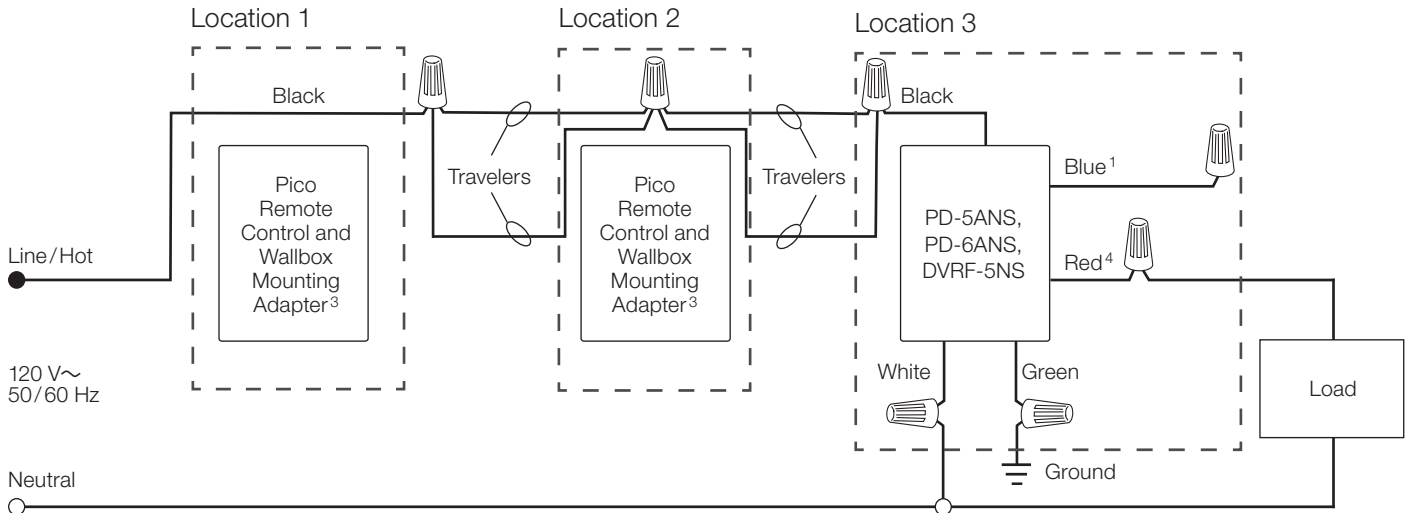 Location 1
Location 2
Location 3
Black
Black
Travelers
Travelers
Blue¹
Pico
Remote
Control and
Wallbox
Mounting
Adapter³
Pico
Remote
Control and
Wallbox
Mounting
Adapter³
PD-5ANS,
PD-6ANS,
DVRF-5NS
Line/Hot
Red⁴
120 V~
50/60 Hz
White
Green
Load
Ground
Neutral